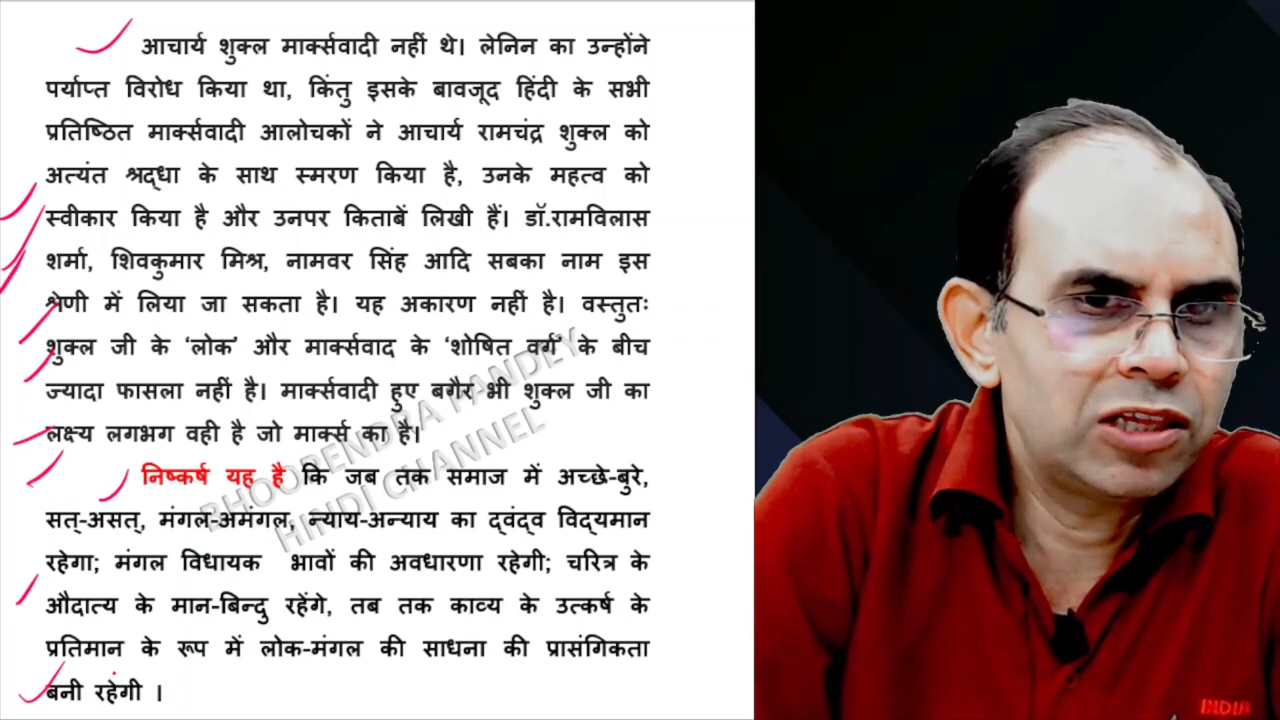 आचार्य शुक्ल मार्क्सवादी नहीं थे। लेनिन का उन्होंने
पर्याप्त विरोध किया था, किंतु इसके बावजूद हिंदी के सभी
प्रतिष्ठित मार्क्सवादी आलोचकों ने आचार्य रामचंद्र शुक्ल को
अत्यंत श्रद्धा के साथ स्मरण किया है, उनके महत्व को
स्वीकार किया है और उनपर किताबें लिखी हैं। डॉ.रामविलास
शर्मा, शिवकुमार मिश्र, नामवर सिंह आदि सबका नाम इस
श्रेणी में लिया जा सकता है। यह अकारण नहीं है। वस्तुतः
शुक्ल जी के ‘लोक’ और मार्क्सवाद के ‘शोषित वर्ग’ के बीच
ज्यादा फासला नहीं है। मार्क्सवादी हुए बगैर भी शुक्ल जी का
लक्ष्य लगभग वही है जो मार्क्स का है।
निष्कर्ष यह है कि जब तक समाज में अच्छे-बुरे,
सत्-असत्, मंगल-अमंगल, न्याय-अन्याय का द्वंद्व विद्यमान
रहेगा; मंगल विधायक भावों की अवधारणा रहेगी; चरित्र के
औदात्य के मान-बिन्दु रहेंगे, तब तक काव्य के उत्कर्ष के
प्रतिमान के रूप में लोक-मंगल की साधना की प्रासंगिकता
बनी रहेगी ।
BHOOPENDRA PANDEY
HINDI CHANNEL
INDIA